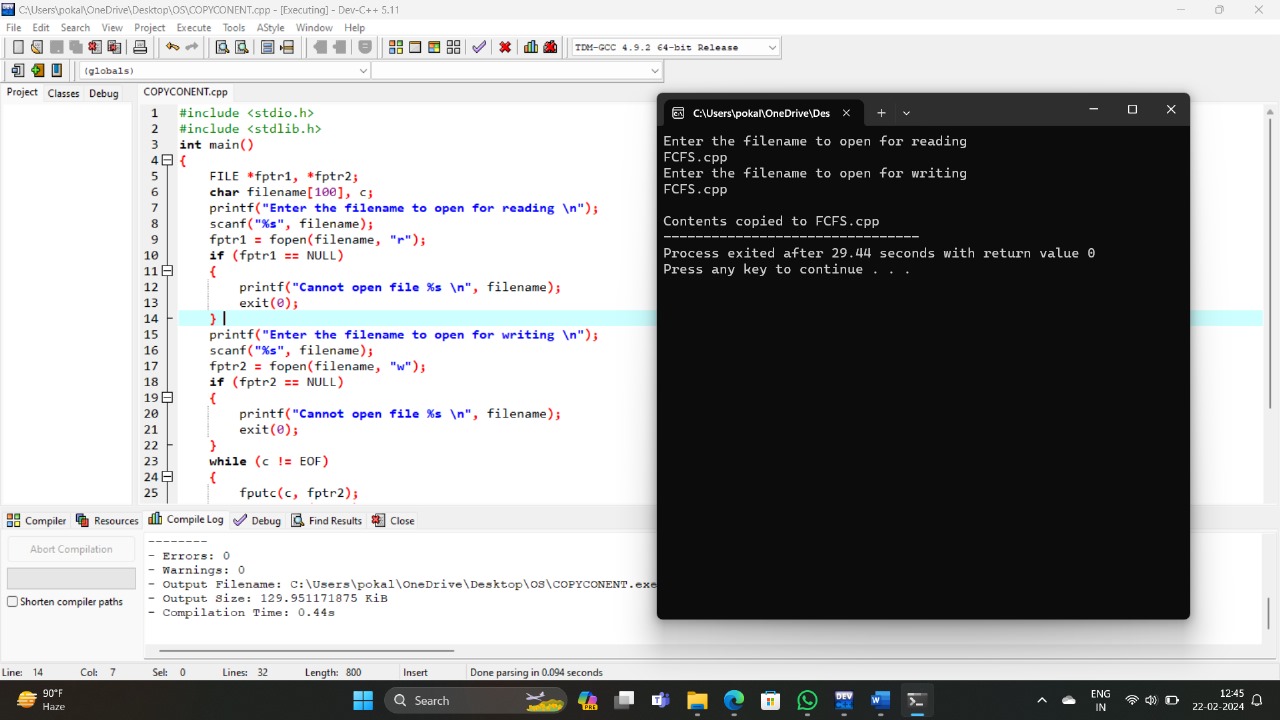 C:\Users\pokal\OneDrive\Desktop\OS\COPYCONENT.cpp - [Executing] - Dev-C++ 5.11
File Edit Search View Project Execute Tools AStyle Window Help
TDM-GCC 4.9.2 64-bit Release
(globals)
Project Classes Debug
COPYCONENT.cpp
1 #include <stdio.h>
2 #include <stdlib.h>
3 int main()
4 {
5 FILE *fptr1, *fptr2;
6 char filename[100], c;
7 printf("Enter the filename to open for reading \n");
8 scanf("%s", filename);
9 fptr1 = fopen(filename, "r");
10 if (fptr1 == NULL)
11 {
12 printf("Cannot open file %s \n", filename);
13 exit(0);
14 }
15 printf("Enter the filename to open for writing \n");
16 scanf("%s", filename);
17 fptr2 = fopen(filename, "w");
18 if (fptr2 == NULL)
19 {
20 printf("Cannot open file %s \n", filename);
21 exit(0);
22 }
23 while (c != EOF)
24 {
25 fputc(c, fptr2);
C:\Users\pokal\OneDrive\Des
Enter the filename to open for reading
FCFS.cpp
Enter the filename to open for writing
FCFS.cpp
Contents copied to FCFS.cpp
--------------------------------
Process exited after 29.44 seconds with return value 0
Press any key to continue . . .
Compiler Resources Compile Log Debug Find Results Close
Abort Compilation
Shorten compiler paths
--------
- Errors: 0
- Warnings: 0
- Output Filename: C:\Users\pokal\OneDrive\Desktop\OS\COPYCONENT.exe
- Output Size: 129.951171875 KiB
- Compilation Time: 0.44s
Line: 14 Col: 7 Sel: 0 Lines: 32 Length: 800 Insert Done parsing in 0.094 seconds
90°F
Haze
Search
PRE
DEV
ENG
IN
12:45
22-02-2024